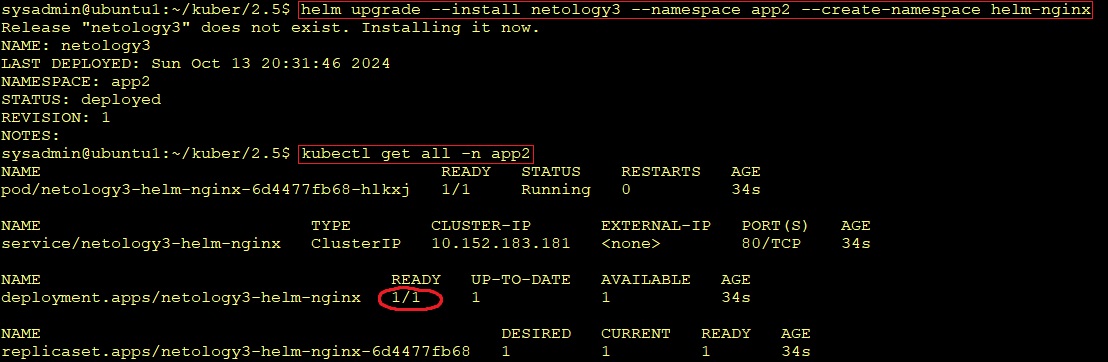 sysadmin@ubuntu1:~/kuber/2.5$ helm upgrade --install netology3 --namespace app2 --create-namespace helm-nginx
Release "netology3" does not exist. Installing it now.
NAME: netology3
LAST DEPLOYED: Sun Oct 13 20:31:46 2024
NAMESPACE: app2
STATUS: deployed
REVISION: 1
NOTES:
sysadmin@ubuntu1:~/kuber/2.5$ kubectl get all -n app2
NAME READY STATUS RESTARTS AGE
pod/netology3-helm-nginx-6d4477fb68-hlkxj 1/1 Running 0 34s
NAME TYPE CLUSTER-IP EXTERNAL-IP PORT(S) AGE
service/netology3-helm-nginx ClusterIP 10.152.183.181 <none> 80/TCP 34s
NAME READY UP-TO-DATE AVAILABLE AGE
deployment.apps/netology3-helm-nginx 1/1 1 1 34s
NAME DESIRED CURRENT READY AGE
replicaset.apps/netology3-helm-nginx-6d4477fb68 1 1 1 34s